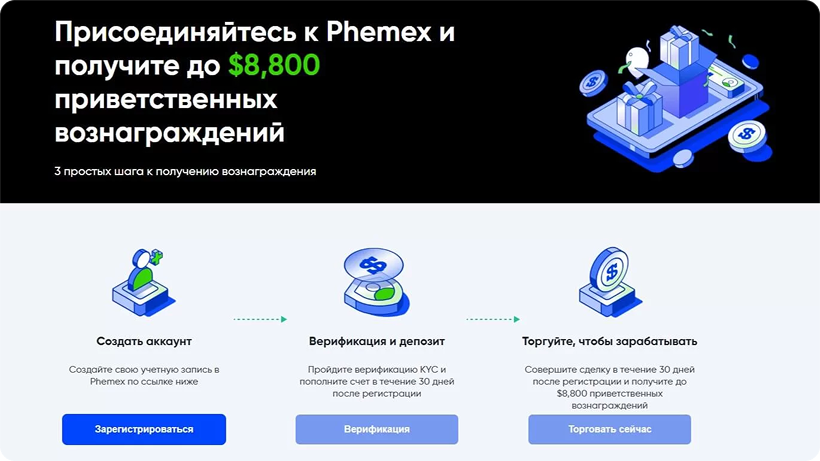 Присоединяйтесь к Phemex и
получите до $8,800
приветственных
вознаграждений
3 простых шага к получению вознаграждения
Создать аккаунт
Создайте свою учетную запись в
Phemex по ссылке ниже
Зарегистрироваться
Верификация и депозит
Пройдите верификацию KYC и
пополните счет в течение 30 дней
после регистрации
Верификация
Торгуйте, чтобы зарабатывать
Совершите сделку в течение 30 дней
после регистрации и получите до
$8,800 приветственных
вознаграждений
Торговать сейчас